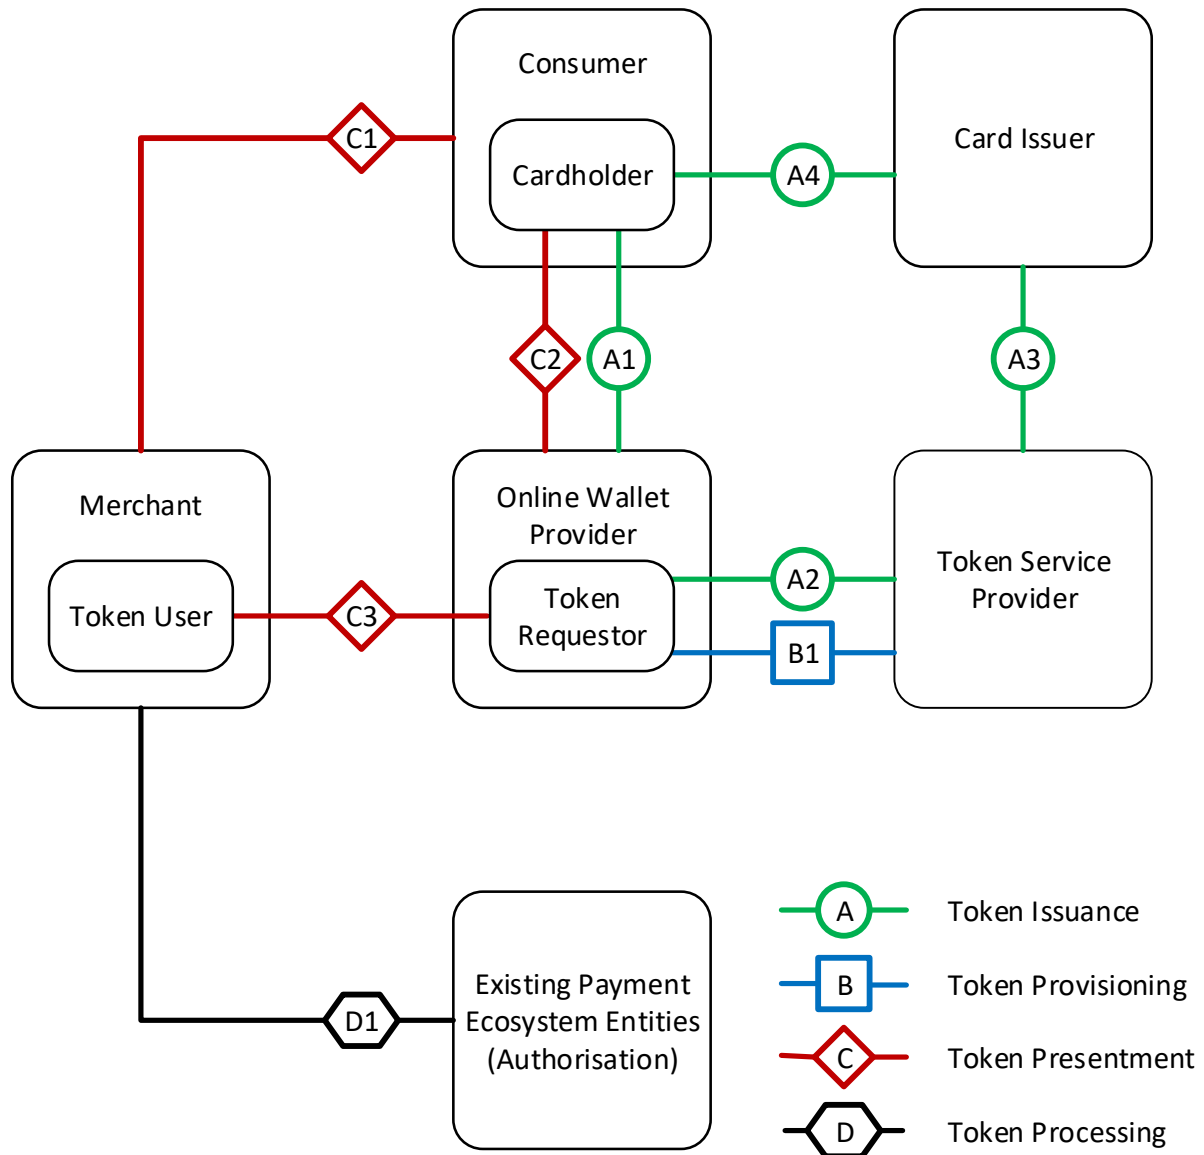 Consumer
C1
Card Issuer
Cardholder
A4
C2
A1
A3
Merchant
Online Wallet
Provider
Token Service
Provider
A2
Token User
C3
Token
Requestor
B1
A
Token Issuance
Existing Payment
Ecosystem Entities
(Authorisation)
B
Token Provisioning
D1
C
Token Presentment
D
Token Processing